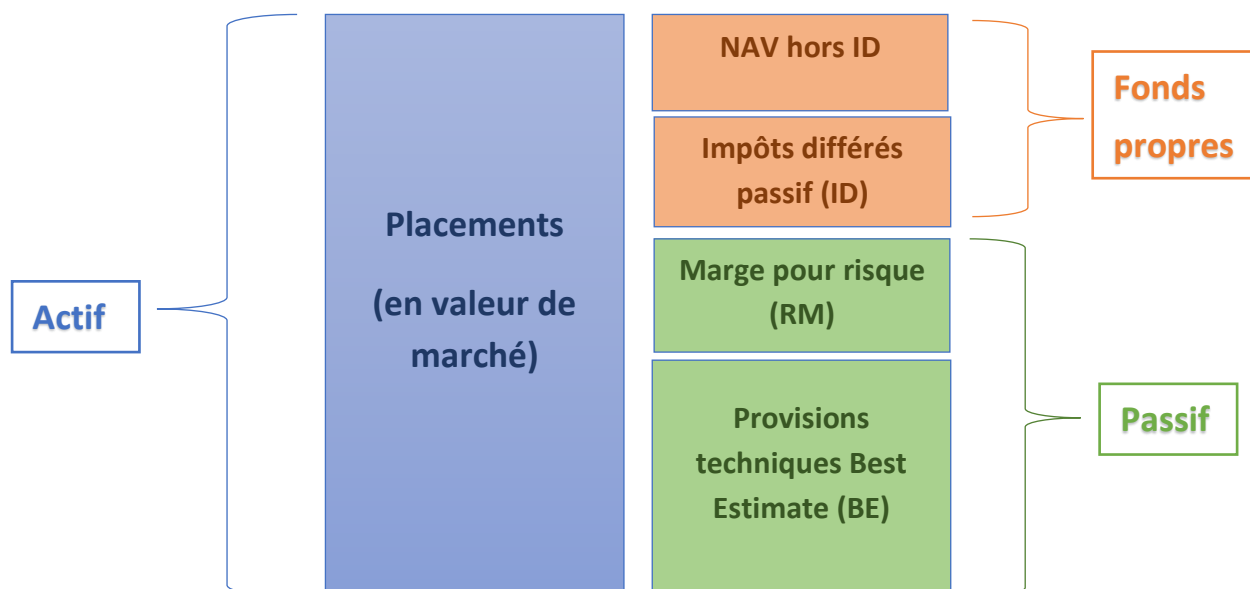 Actif
Placements
(en valeur de
marché)
NAV hors ID
Impôts différés
passif (ID)
Marge pour risque
(RM)
Provisions
techniques Best
Estimate (BE)
Fonds
propres
Passif